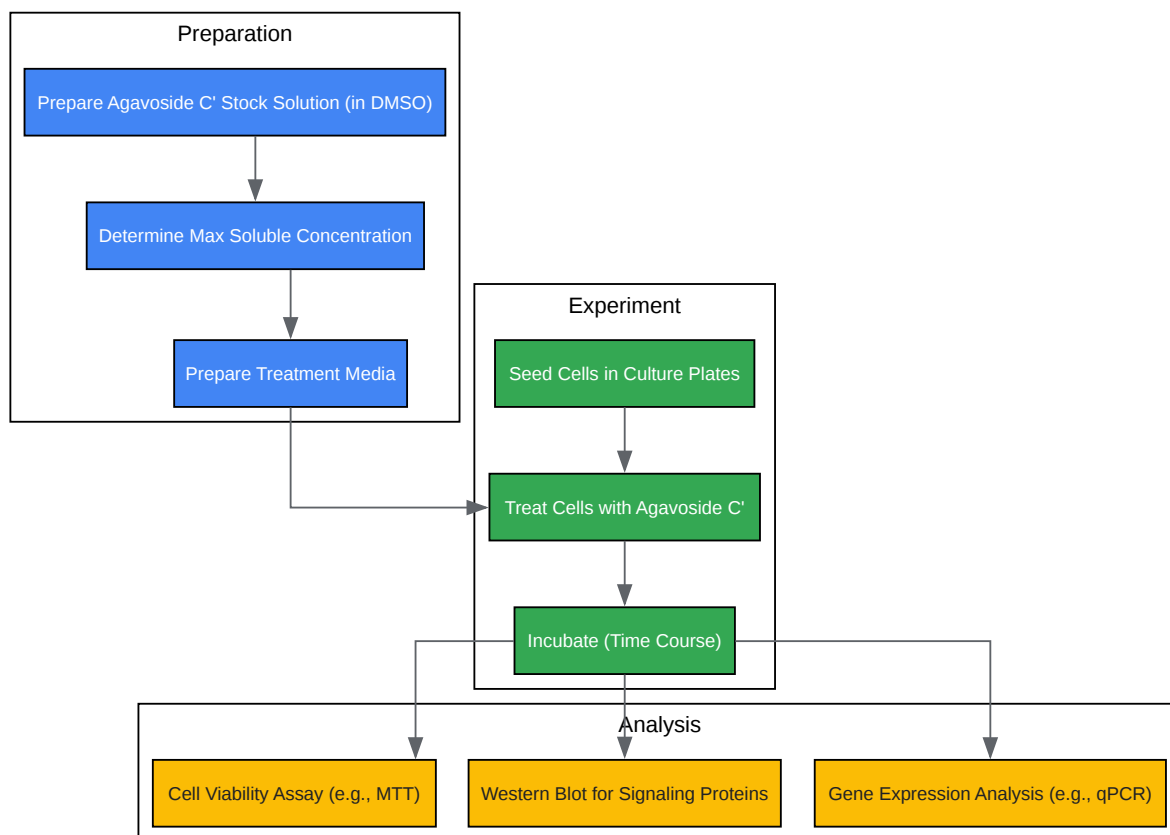 Preparation
Prepare Agavoside C' Stock Solution (in DMSO)
Determine Max Soluble Concentration
Prepare Treatment Media
Experiment
Seed Cells in Culture Plates
Treat Cells with Agavoside C'
Incubate (Time Course)
Analysis
Cell Viability Assay (e.g., MTT)
Western Blot for Signaling Proteins
Gene Expression Analysis (e.g., qPCR)